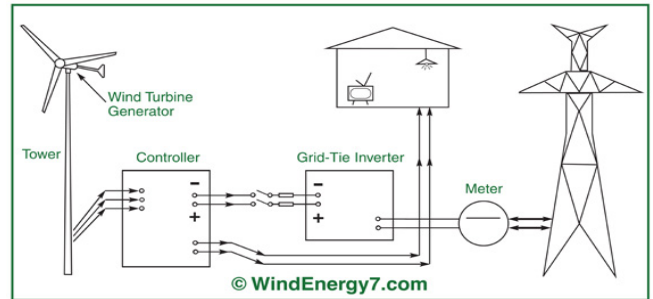 Wind Turbine
Generator
Tower
Controller
Grid-Tie Inverter
Meter
−
+
−
+
© WindEnergy7.com